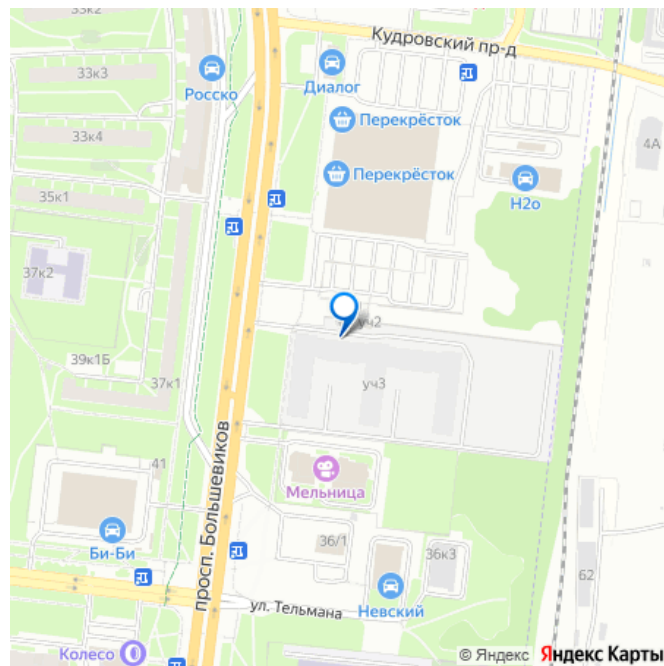 33к2
Кудровский пр-д
33к3
Росско
Диалог
Перекрёсток
33к4
4А
Перекрёсток
Н2о
35к1
37к2
уч2
39к1Б
37к1
уч3
просп. Большевиков
41
Мельница
Би-Би
36/1
36к3
62
ул. Тельмана
Невский
Колесо
© Яндекс Яндекс Карты